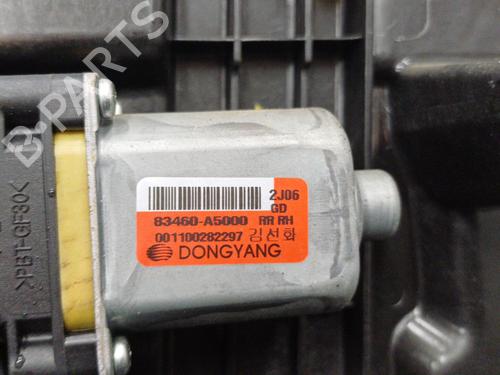 B-PARTS
2J06
GD
83460-A5000 RR RH
001100282297 김선화
DONGYANG
>PBT-GF30<